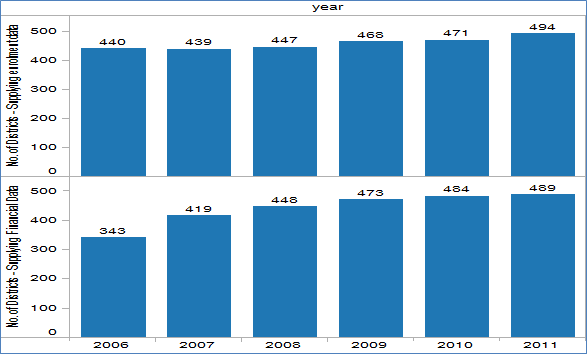 year
No. of Districts - Supplying enrolment data
500
400
300
200
100
0
440 439 447 468 471 494
No. of Districts - Supplying Financial Data
500
400
300
200
100
0
343 419 448 473 484 489
2006 2007 2008 2009 2010 2011